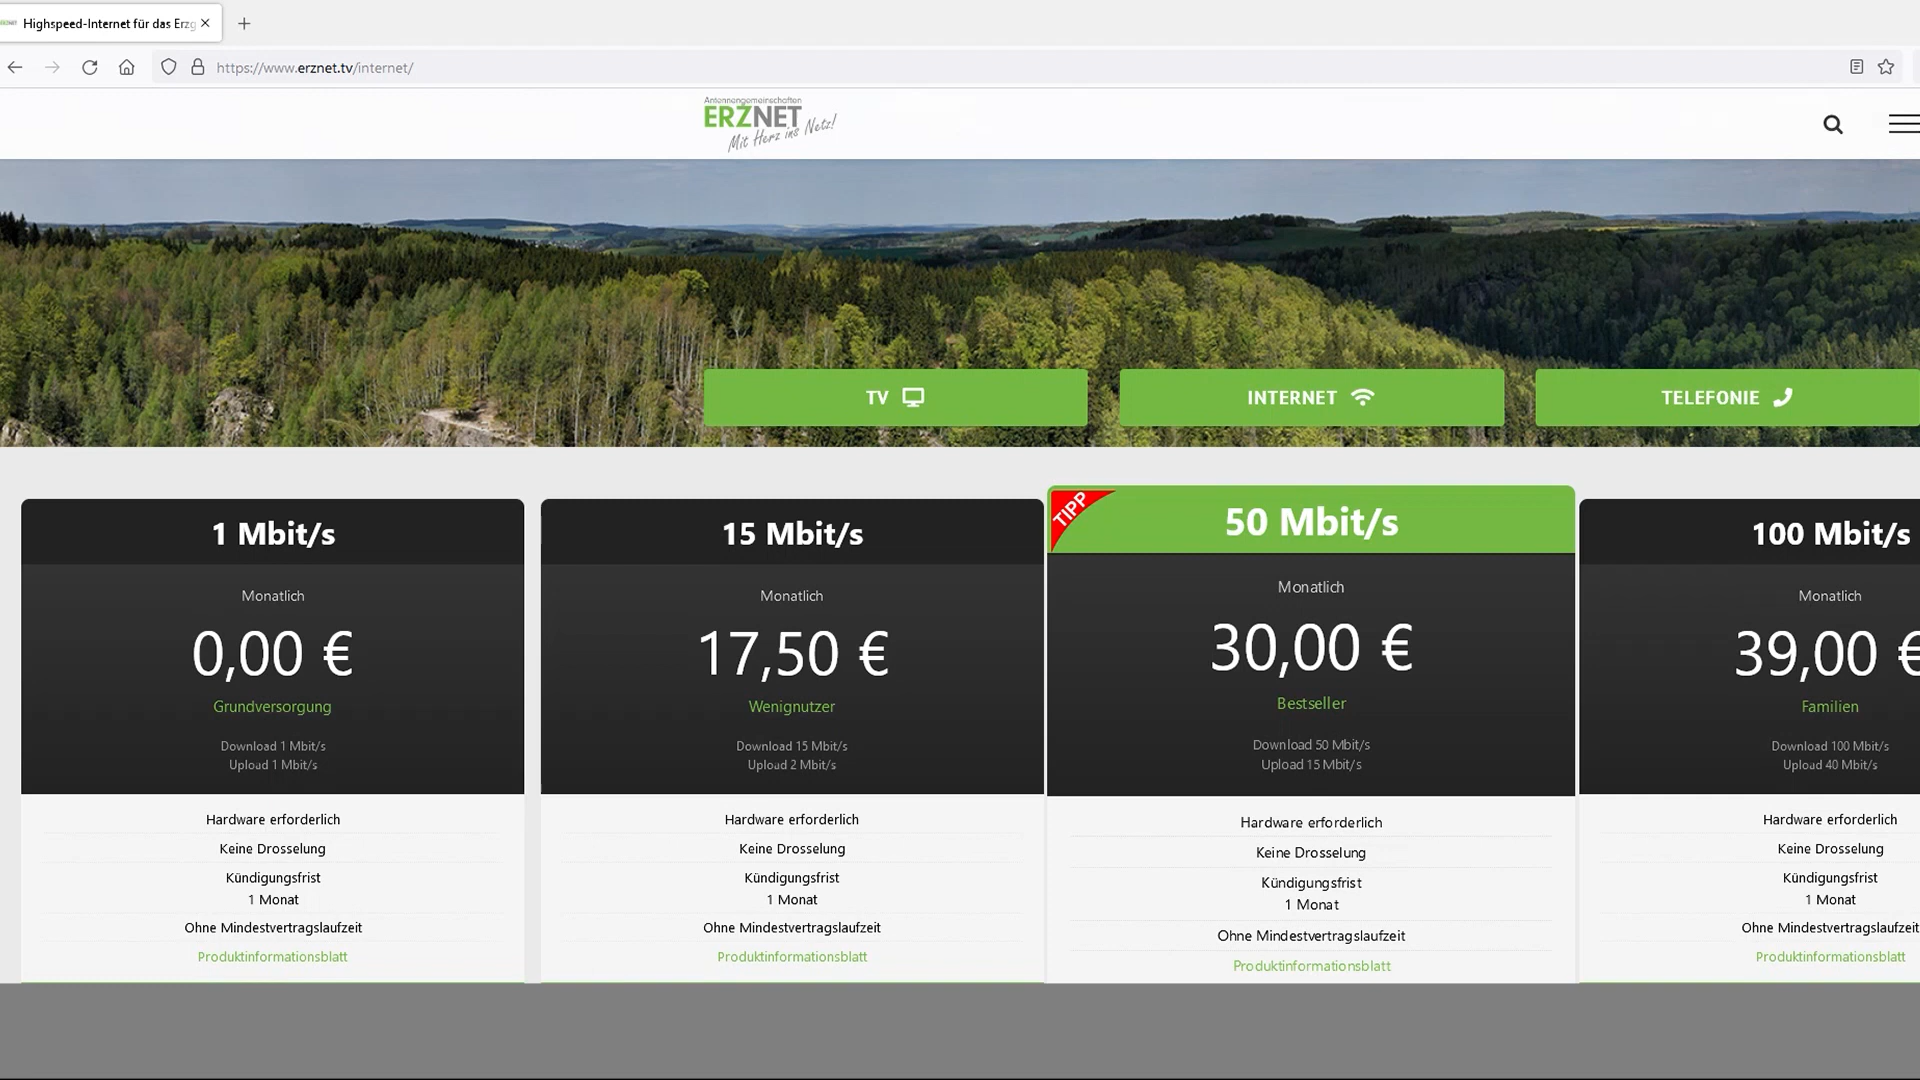 Highspeed-Internet für das Erzg
https://www.erznet.tv/internet/
Antennengemeinschaften
ERZNET
Mit Herz ins Netz!
TV
INTERNET
TELEFONIE
1 Mbit/s
Monatlich
0,00 €
Grundversorgung
Download 1 Mbit/s
Upload 1 Mbit/s
Hardware erforderlich
Keine Drosselung
Kündigungsfrist
1 Monat
Ohne Mindestvertragslaufzeit
Produktinformationsblatt
15 Mbit/s
Monatlich
17,50 €
Wenignutzer
Download 15 Mbit/s
Upload 2 Mbit/s
Hardware erforderlich
Keine Drosselung
Kündigungsfrist
1 Monat
Ohne Mindestvertragslaufzeit
Produktinformationsblatt
TIPP
50 Mbit/s
Monatlich
30,00 €
Bestseller
Download 50 Mbit/s
Upload 15 Mbit/s
Hardware erforderlich
Keine Drosselung
Kündigungsfrist
1 Monat
Ohne Mindestvertragslaufzeit
Produktinformationsblatt
100 Mbit/s
Monatlich
39,00 €
Familien
Download 100 Mbit/s
Upload 40 Mbit/s
Hardware erforderlich
Keine Drosselung
Kündigungsfrist
1 Monat
Ohne Mindestvertragslaufzeit
Produktinformationsblatt